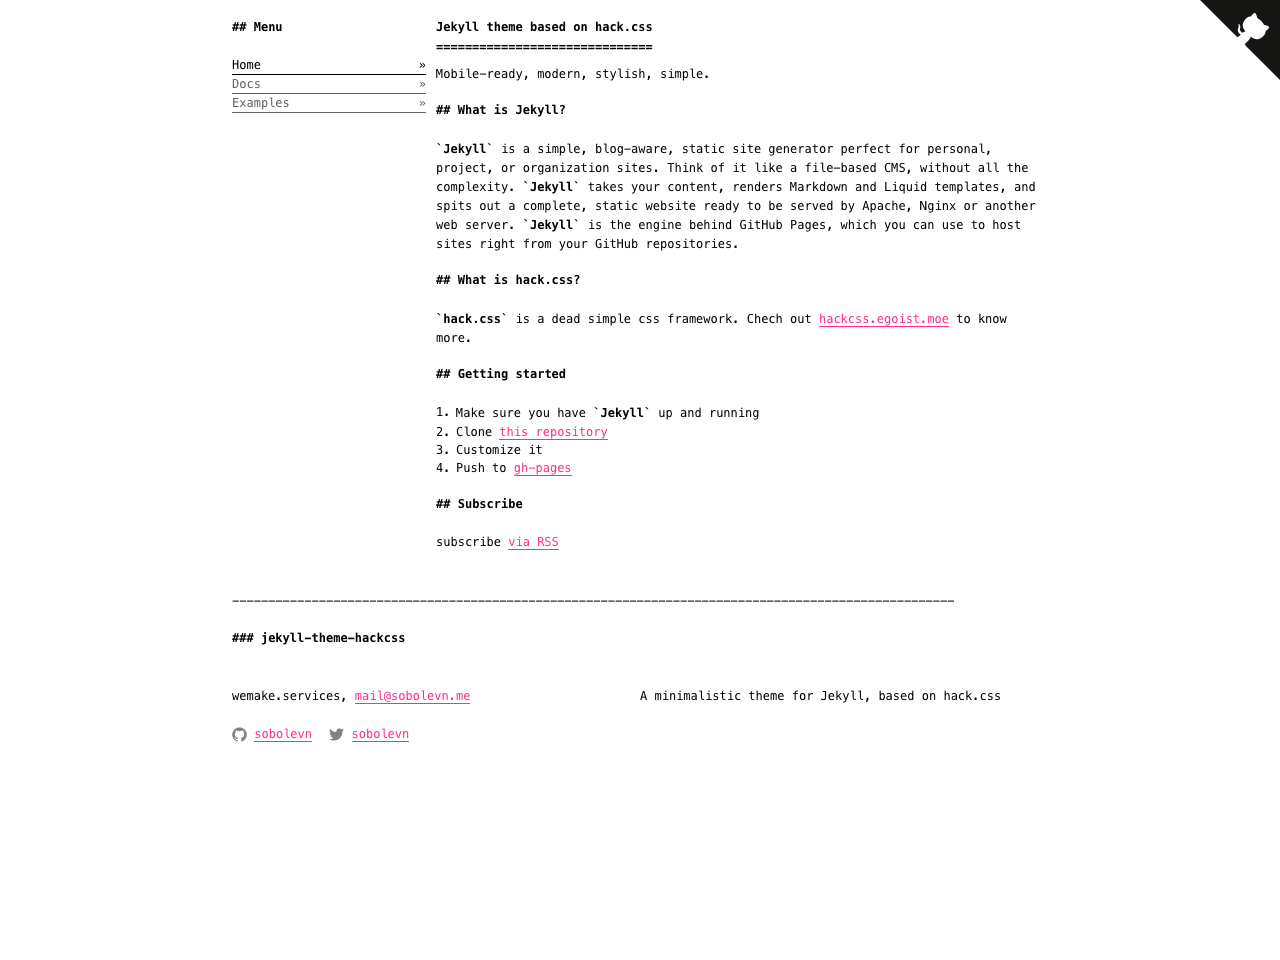 ## Menu
Home »
Docs »
Examples »
Jekyll theme based on hack.css
==============================
Mobile-ready, modern, stylish, simple.
## What is Jekyll?
`Jekyll` is a simple, blog-aware, static site generator perfect for personal,
project, or organization sites. Think of it like a file-based CMS, without all the
complexity. `Jekyll` takes your content, renders Markdown and Liquid templates, and
spits out a complete, static website ready to be served by Apache, Nginx or another
web server. `Jekyll` is the engine behind GitHub Pages, which you can use to host
sites right from your GitHub repositories.
## What is hack.css?
`hack.css` is a dead simple css framework. Chech out hackcss.egoist.moe to know
more.
## Getting started
1. Make sure you have `Jekyll` up and running
2. Clone this repository
3. Customize it
4. Push to gh-pages
## Subscribe
subscribe via RSS
----------------------------------------------------------------------------------------------------
### jekyll-theme-hackcss
wemake.services, mail@sobolevn.me
A minimalistic theme for Jekyll, based on hack.css
sobolevn sobolevn